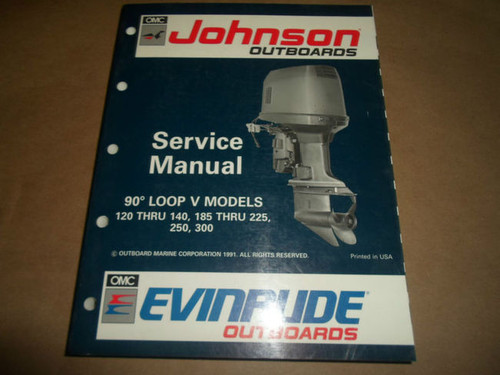 OMC
Johnson
OUTBOARDS
Service
Manual
90° LOOP V MODELS
120 THRU 140, 185 THRU 225,
250, 300
© OUTBOARD MARINE CORPORATION 1991. ALL RIGHTS RESERVED.
Printed in USA
OMC
EVINRUDE®
OUTBOARDS